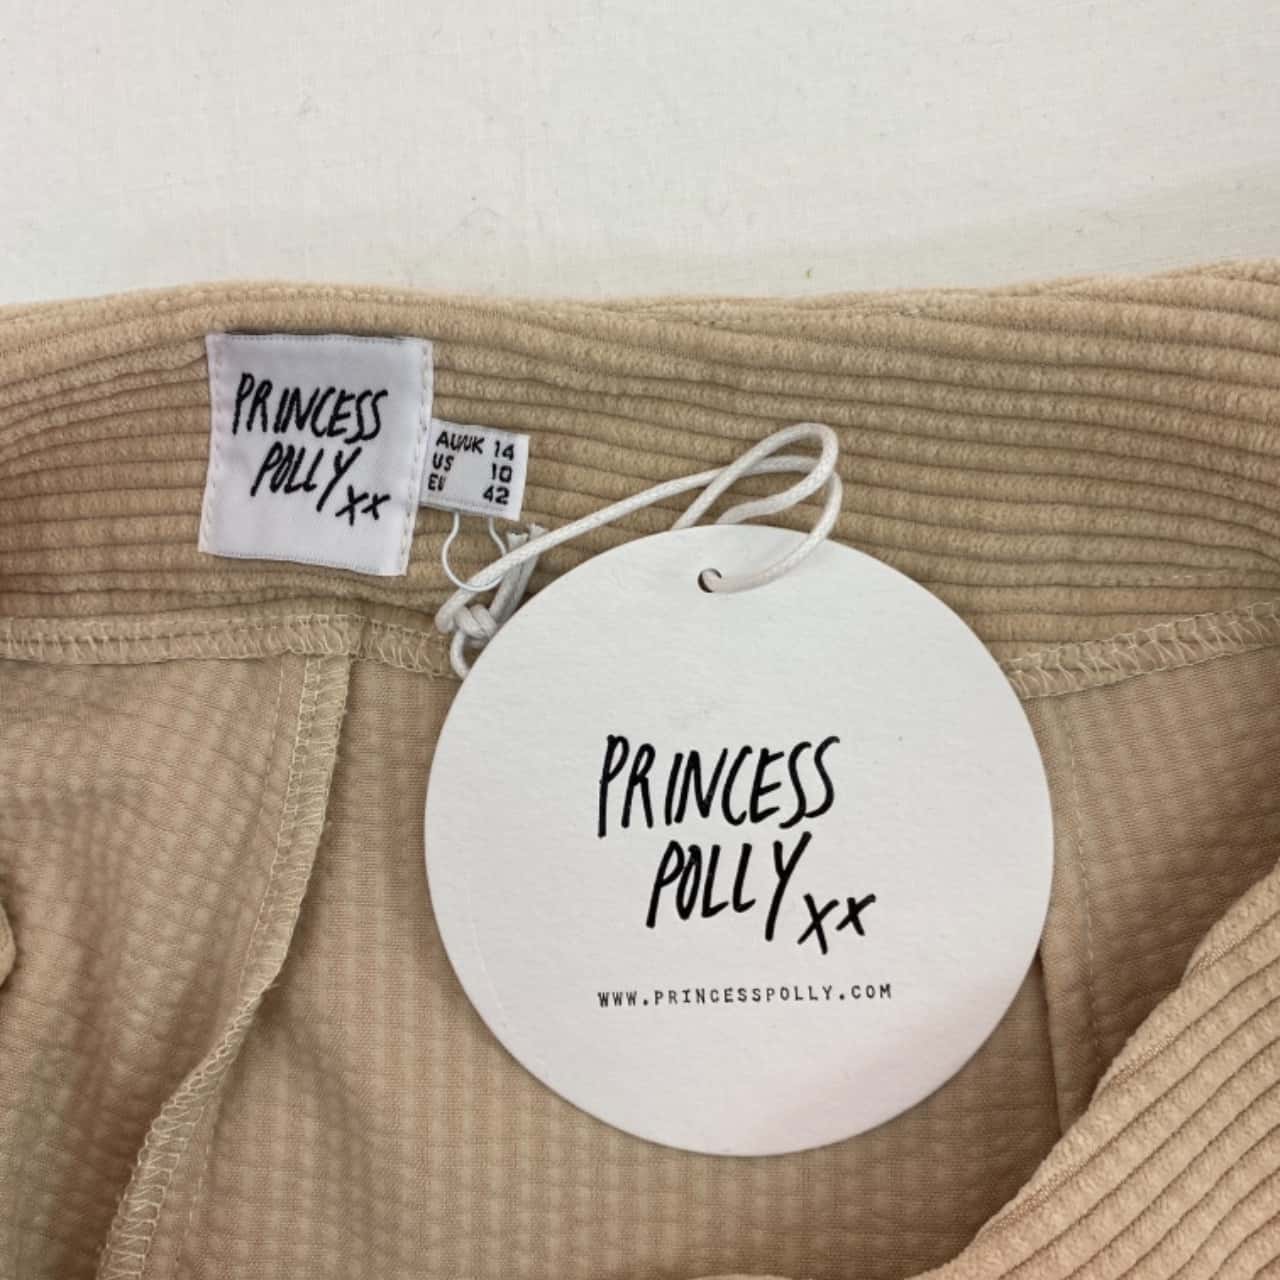 PRINCESS
POLLY xx
AU/UK 14
US 10
EU 42
PRINCESS
POLLY xx
WWW.PRINCESSPOLLY.COM